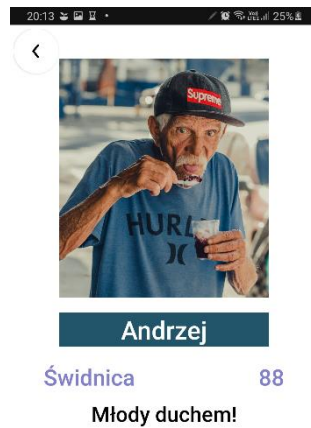 20:13
25%
Supreme
HURL
Andrzej
Świdnica 88
Młody duchem!